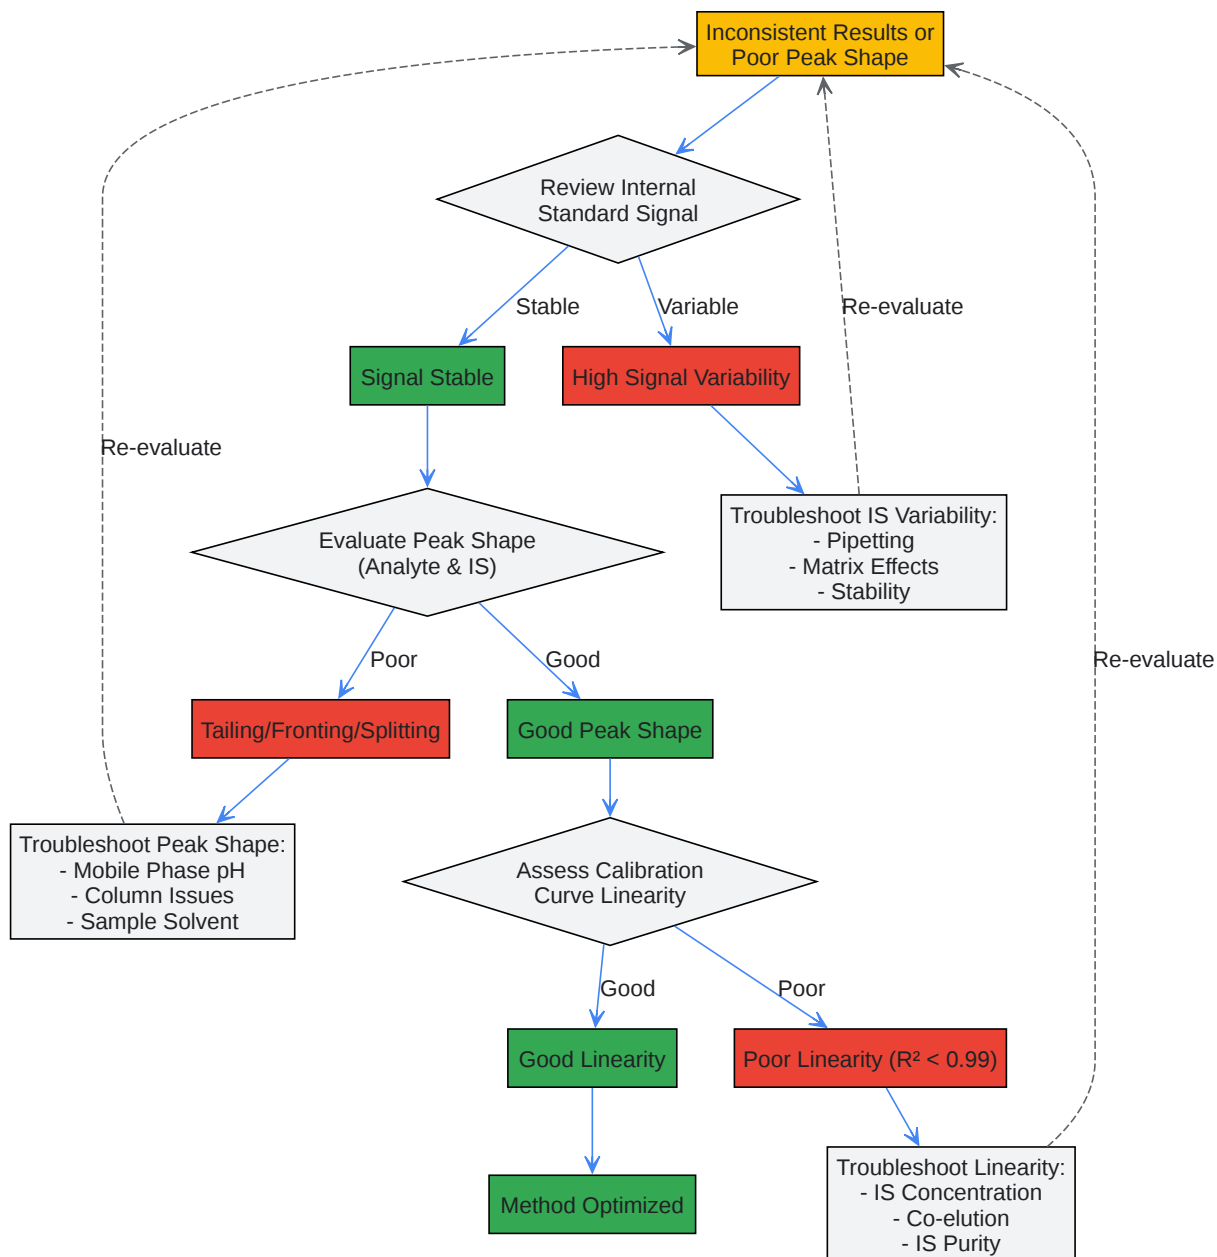 Inconsistent Results or
Poor Peak Shape
Review Internal
Standard Signal
Stable
Variable
Re-evaluate
Signal Stable
High Signal Variability
Re-evaluate
Troubleshoot IS Variability:
- Pipetting
- Matrix Effects
- Stability
Evaluate Peak Shape
(Analyte & IS)
Poor
Good
Re-evaluate
Tailing/Fronting/Splitting
Good Peak Shape
Troubleshoot Peak Shape:
- Mobile Phase pH
- Column Issues
- Sample Solvent
Assess Calibration
Curve Linearity
Good
Poor
Good Linearity
Poor Linearity (R² < 0.99)
Method Optimized
Troubleshoot Linearity:
- IS Concentration
- Co-elution
- IS Purity